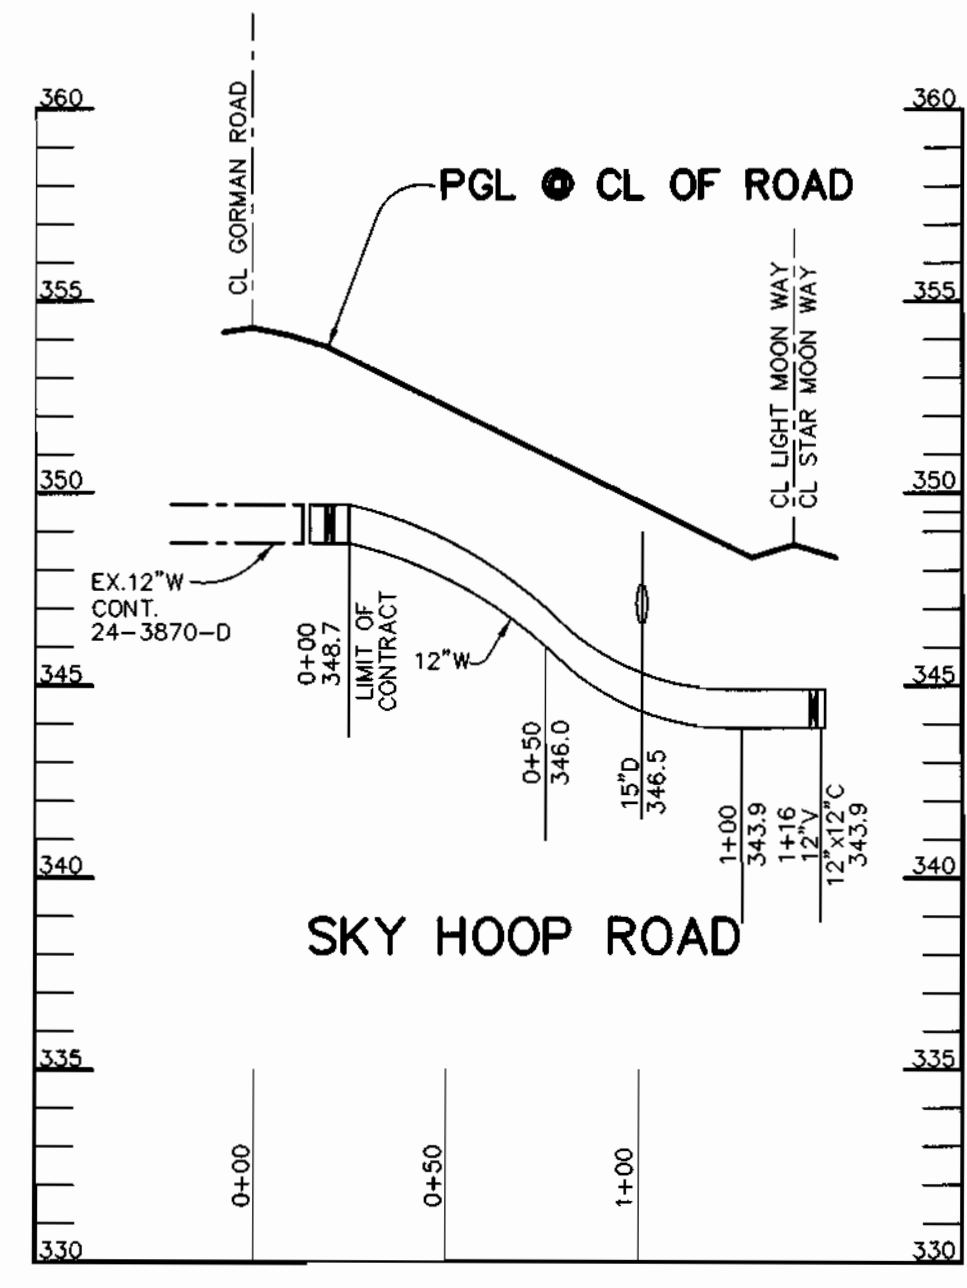 360
360
CL GORMAN ROAD
PGL @ CL OF ROAD
CL LIGHT MOON WAY
CL STAR MOON WAY
355
355
350
350
EX.12"W
CONT.
24-3870-D
0+00
348.7
LIMIT OF
CONTRACT
12"W
345
345
0+50
346.0
15"D
346.5
1+00
343.9
1+16
12"V
12"x12"C
343.9
340
340
SKY HOOP ROAD
335
335
0+00
0+50
1+00
330
330